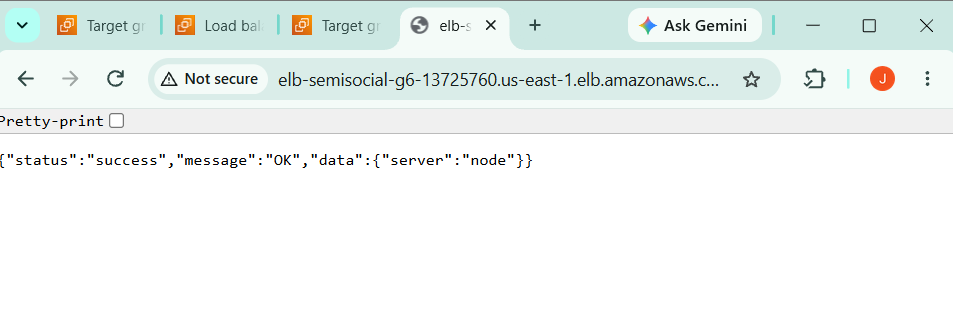 Target gr
Load bala
Target gr
elb-s
Ask Gemini
Not secure
elb-semisocial-g6-13725760.us-east-1.elb.amazonaws.c...
J
Pretty-print
{"status":"success","message":"OK","data":{"server":"node"}}